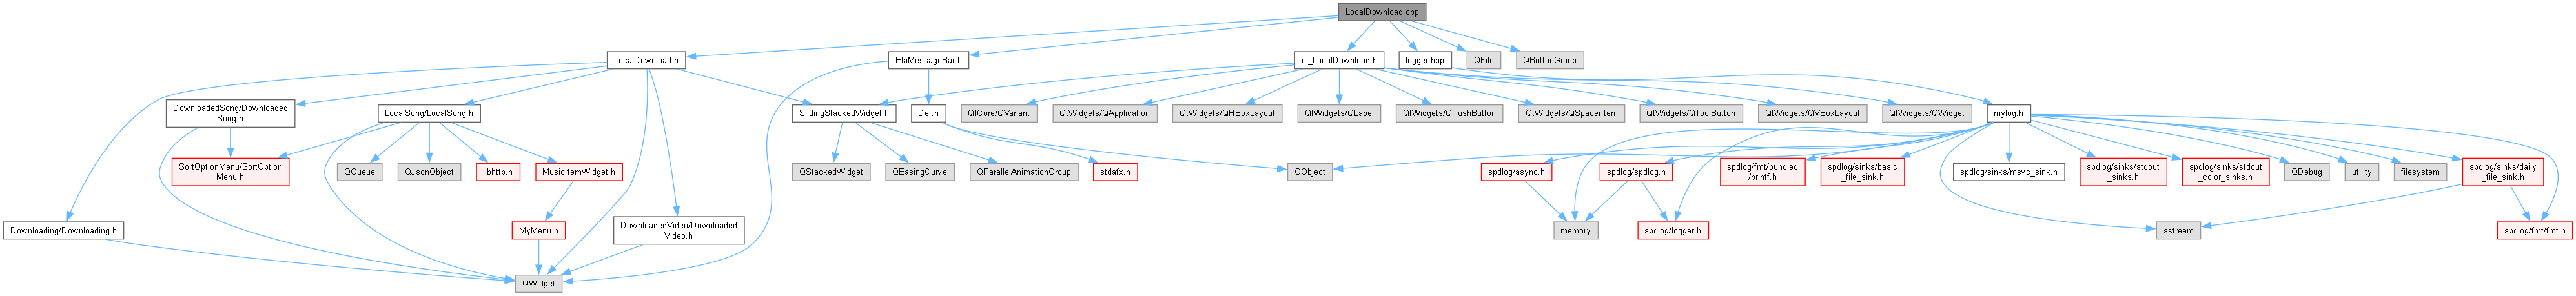 LocalDownload.cpp
LocalDownload.h
ElaMessageBar.h
ui_LocalDownload.h
logger.hpp
QFile
QButtonGroup
DownloadedSong/Downloaded
Song.h
LocalSong/LocalSong.h
SlidingStackedWidget.h
Def.h
QtCore/QVariant
QtWidgets/QApplication
QtWidgets/QHBoxLayout
QtWidgets/QLabel
QtWidgets/QPushButton
QtWidgets/QSpacerItem
QtWidgets/QToolButton
QtWidgets/QVBoxLayout
QtWidgets/QWidget
mylog.h
SortOptionMenu/SortOption
Menu.h
QQueue
QJsonObject
libhttp.h
MusicItemWidget.h
QStackedWidget
QEasingCurve
QParallelAnimationGroup
stdafx.h
QObject
spdlog/async.h
spdlog/spdlog.h
spdlog/fmt/bundled
/printf.h
spdlog/sinks/basic
_file_sink.h
spdlog/sinks/msvc_sink.h
spdlog/sinks/stdout
_sinks.h
spdlog/sinks/stdout
_color_sinks.h
QDebug
utility
filesystem
spdlog/sinks/daily
_file_sink.h
Downloading/Downloading.h
MyMenu.h
DownloadedVideo/Downloaded
Video.h
memory
spdlog/logger.h
sstream
spdlog/fmt/fmt.h
QWidget